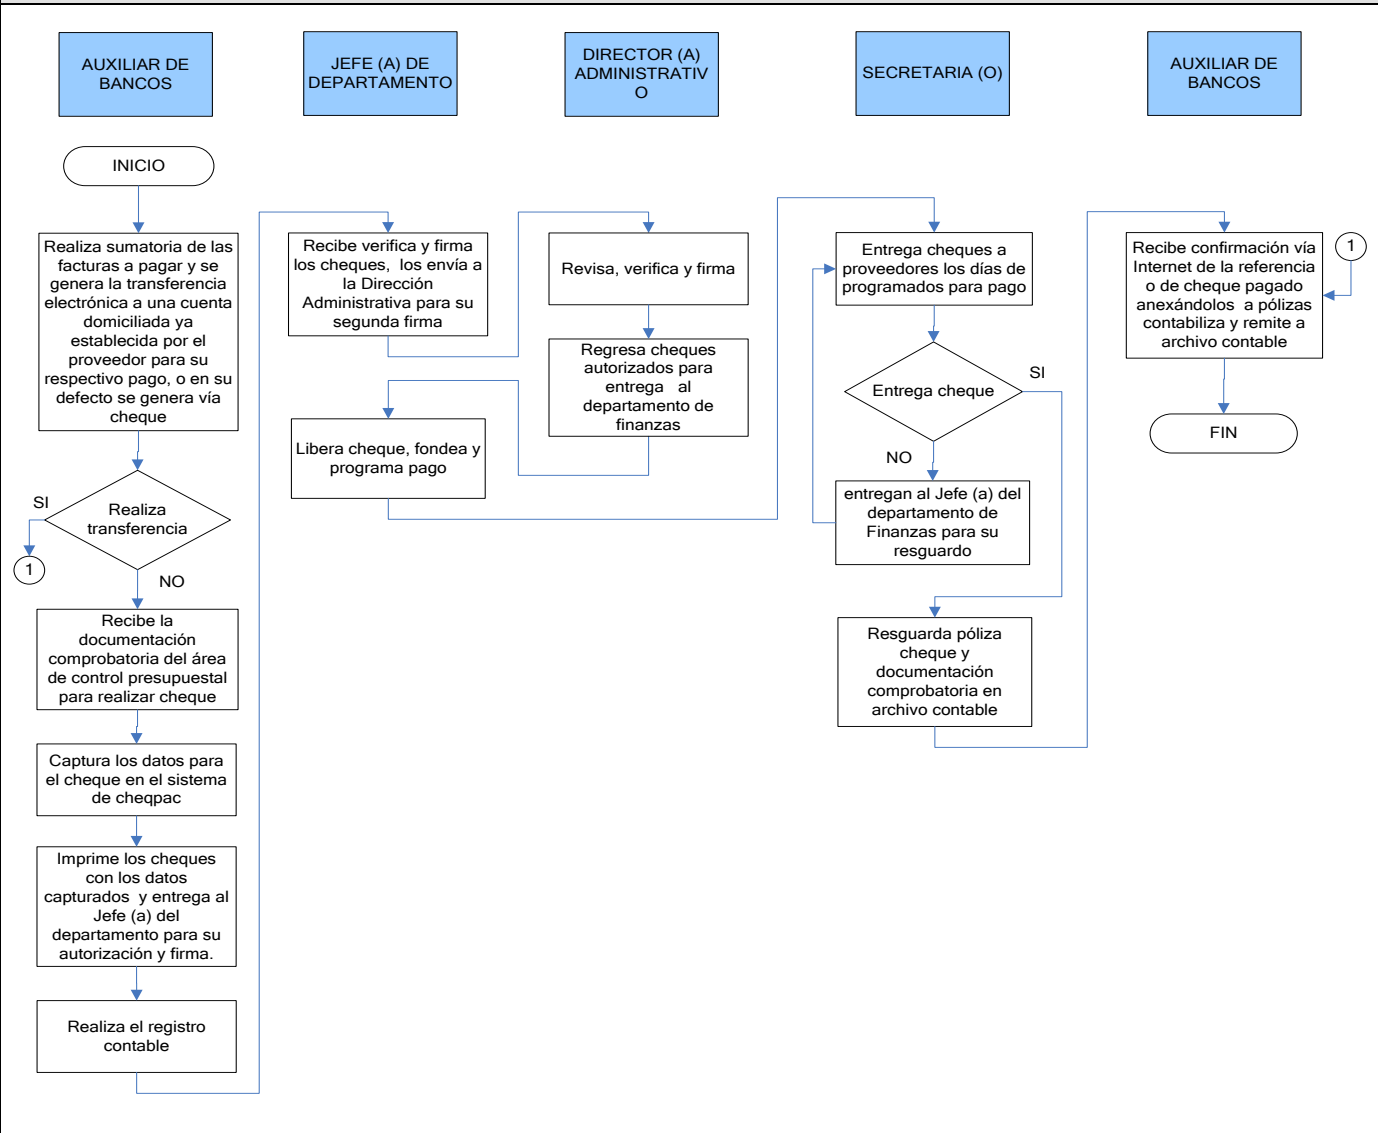 AUXILIAR DE
BANCOS
JEFE (A) DE
DEPARTAMENTO
DIRECTOR (A)
ADMINISTRATIV
O
SECRETARIA (O)
AUXILIAR DE
BANCOS
INICIO
Realiza sumatoria de las
facturas a pagar y se
genera la transferencia
electrónica a una cuenta
domiciliada ya
establecida por el
proveedor para su
respectivo pago, o en su
defecto se genera vía
cheque
Realiza
transferencia
SI
1
NO
Recibe la
documentación
comprobatoria del área
de control presupuestal
para realizar cheque
Captura los datos para
el cheque en el sistema
de cheqpac
Imprime los cheques
con los datos
capturados y entrega al
Jefe (a) del
departamento para su
autorización y firma.
Realiza el registro
contable
Recibe verifica y firma
los cheques, los envía a
la Dirección
Administrativa para su
segunda firma
Revisa, verifica y firma
Regresa cheques
autorizados para
entrega al
departamento de
finanzas
Libera cheque, fondea y
programa pago
Entrega cheques a
proveedores los días de
programados para pago
Entrega cheque
SI
NO
entregan al Jefe (a) del
departamento de
Finanzas para su
resguardo
Resguarda póliza
cheque y
documentación
comprobatoria en
archivo contable
Recibe confirmación vía
Internet de la referencia
o de cheque pagado
anexándolos a pólizas
contabiliza y remite a
archivo contable
1
FIN